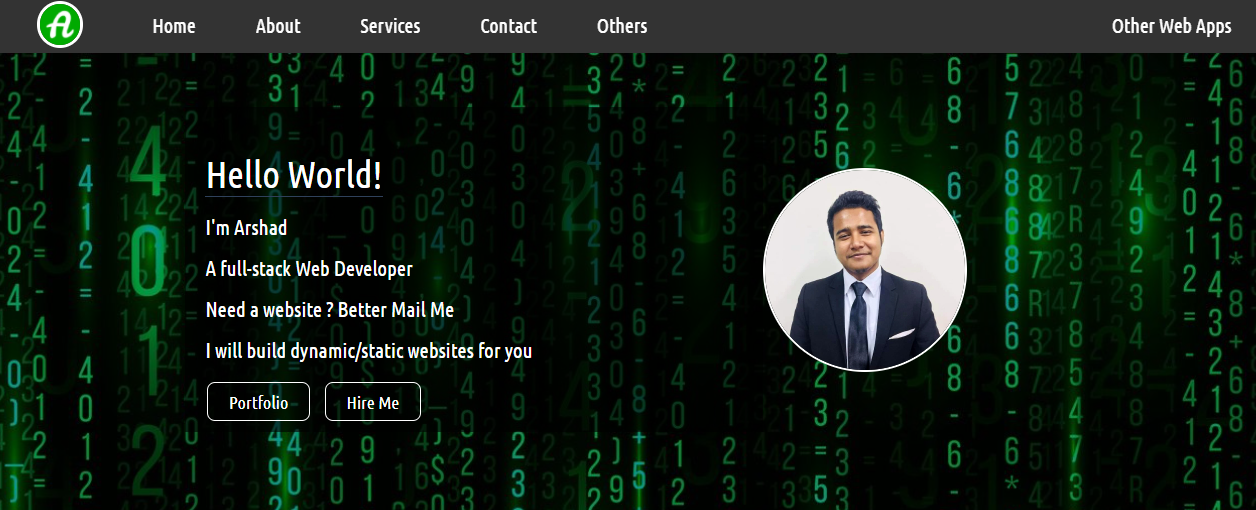 A Home About Services Contact Others Other Web Apps
Hello World!
I'm Arshad
A full-stack Web Developer
Need a website ? Better Mail Me
I will build dynamic/static websites for you
Portfolio Hire Me